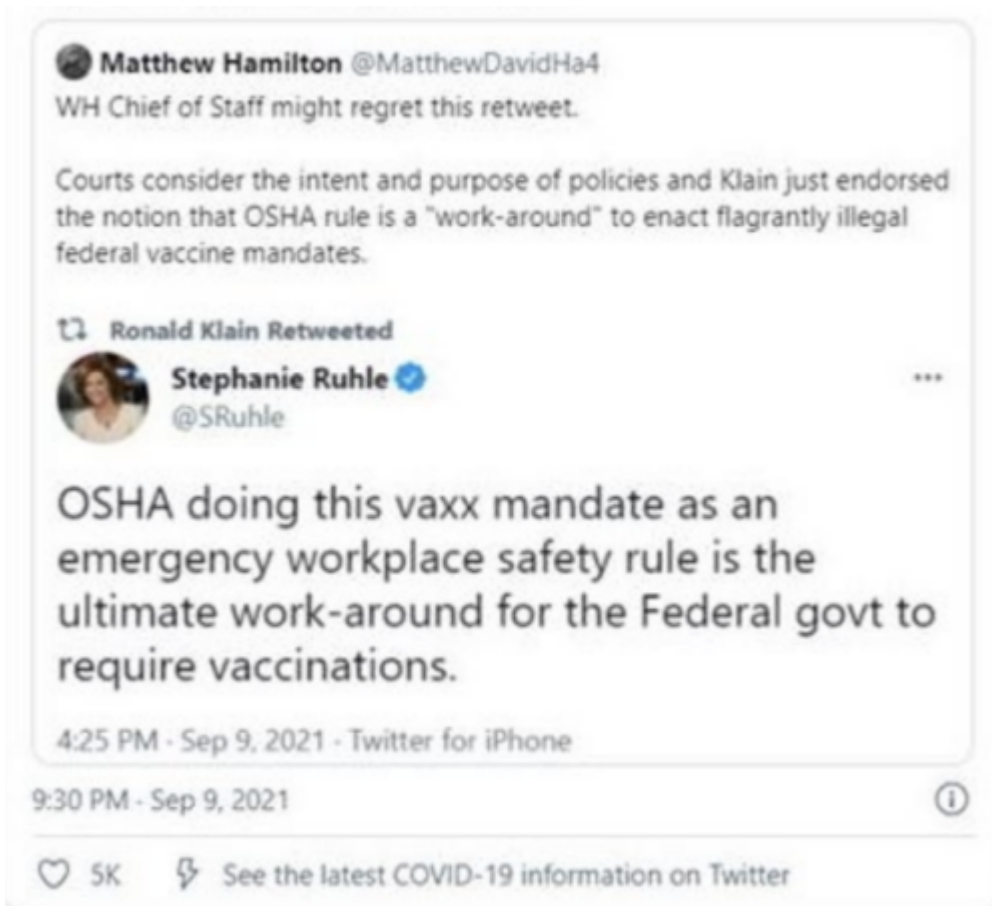 Matthew Hamilton @MatthewDavidHa4
WH Chief of Staff might regret this retweet.
Courts consider the intent and purpose of policies and Klain just endorsed
the notion that OSHA rule is a "work-around" to enact flagrantly illegal
federal vaccine mandates.
Ronald Klain Retweeted
Stephanie Ruhle
@SRuhle
OSHA doing this vaxx mandate as an
emergency workplace safety rule is the
ultimate work-around for the Federal govt to
require vaccinations.
4:25 PM · Sep 9, 2021 · Twitter for iPhone
9:30 PM · Sep 9, 2021
5K See the latest COVID-19 information on Twitter